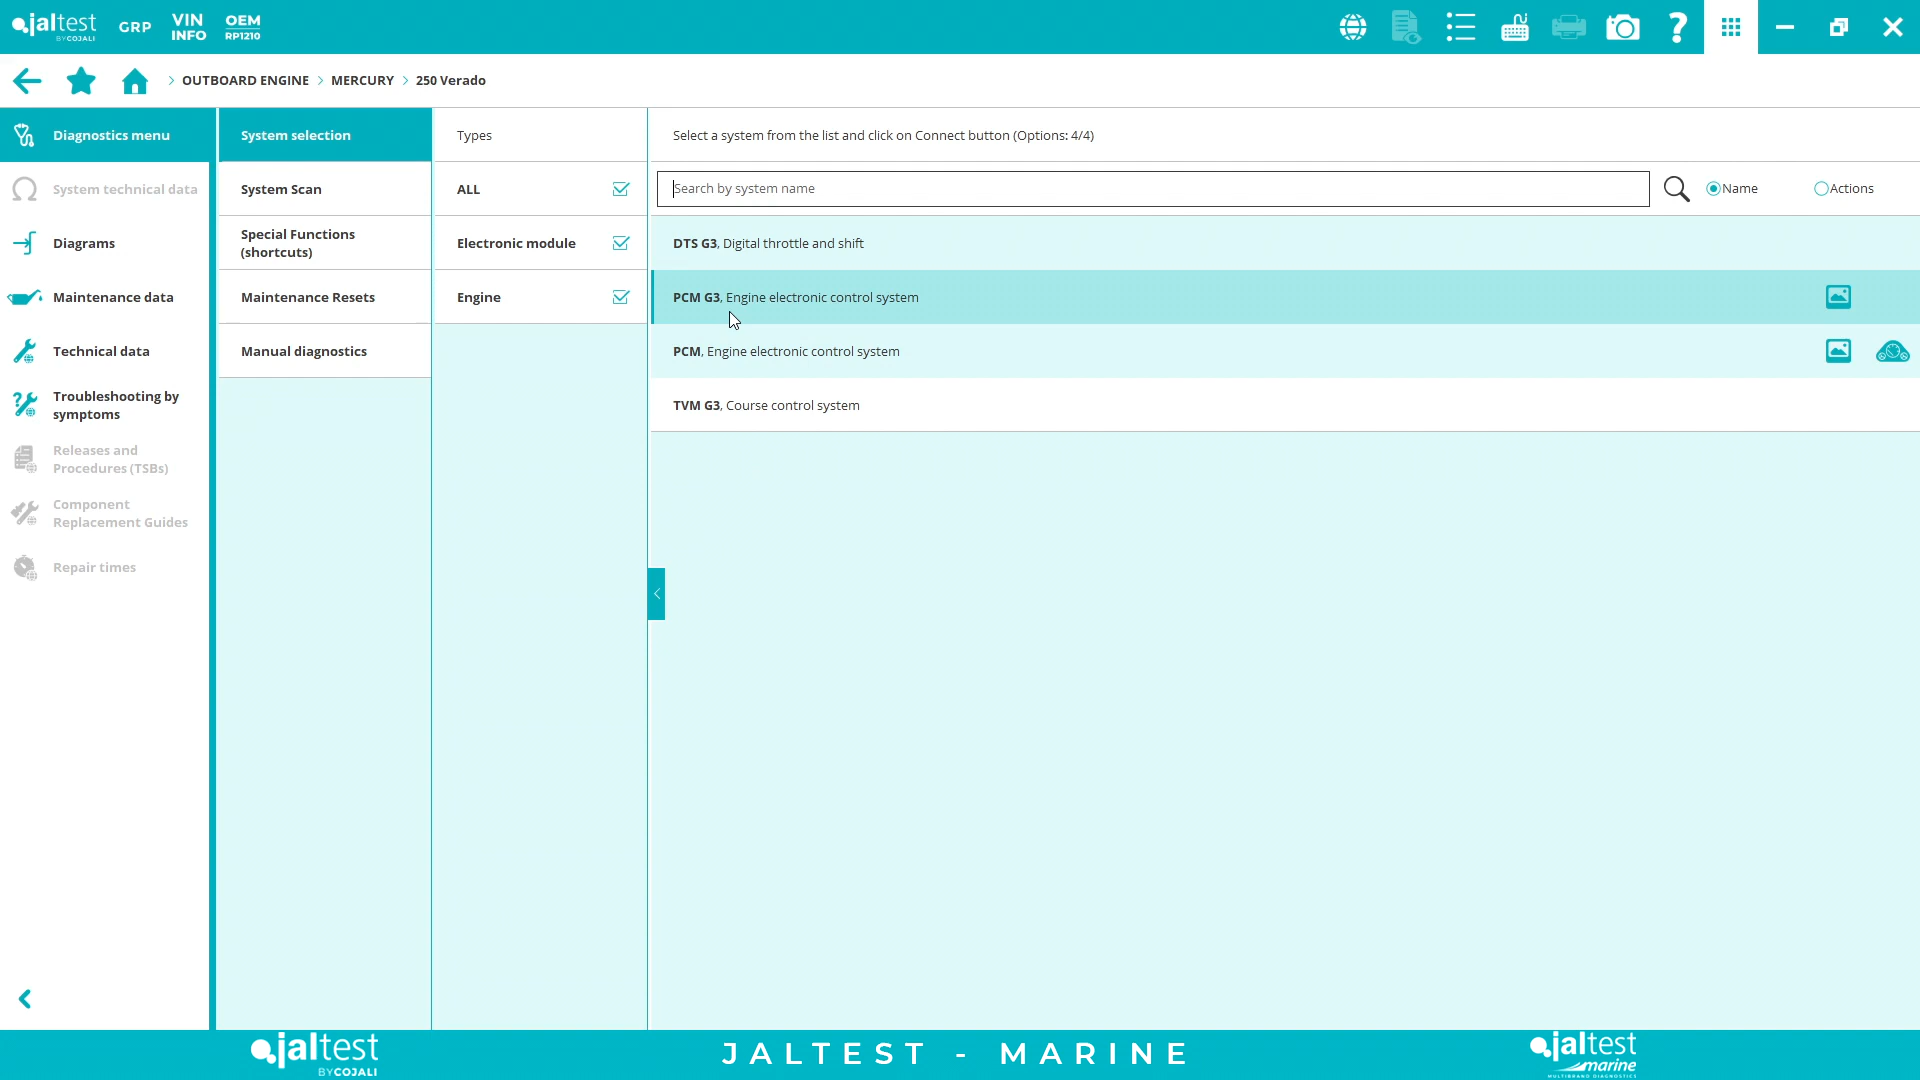 jaltest
BY COJALI
GRP
VIN
INFO
OEM
RP1210
?
> OUTBOARD ENGINE > MERCURY > 250 Verado
Diagnostics menu
System technical data
Diagrams
Maintenance data
Technical data
Troubleshooting by
symptoms
Releases and
Procedures (TSBs)
Component
Replacement Guides
Repair times
System selection
System Scan
Special Functions
(shortcuts)
Maintenance Resets
Manual diagnostics
Types
ALL
Electronic module
Engine
Select a system from the list and click on Connect button (Options: 4/4)
Search by system name
Name
Actions
DTS G3, Digital throttle and shift
PCM G3, Engine electronic control system
PCM, Engine electronic control system
TVM G3, Course control system
jaltest
BY COJALI
JALTEST - MARINE
jaltest
marine
MULTIBRAND DIAGNOSTICS